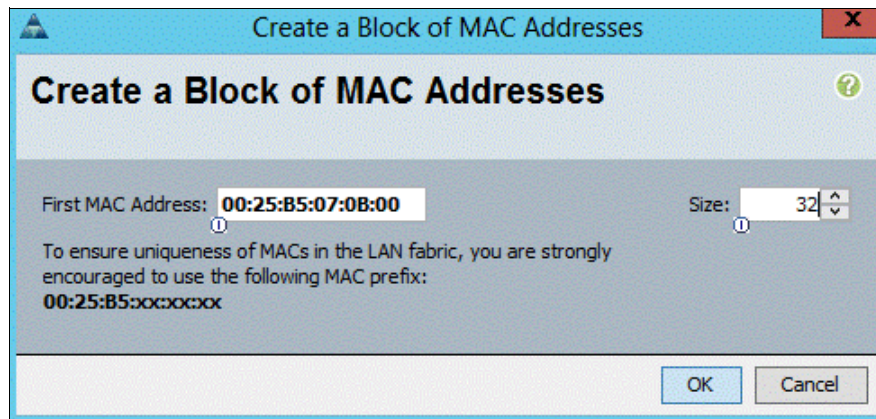 Create a Block of MAC Addresses
X
Create a Block of MAC Addresses
?
First MAC Address: 00:25:B5:07:0B:00 Size: 32
To ensure uniqueness of MACs in the LAN fabric, you are strongly
encouraged to use the following MAC prefix:
00:25:B5:xx:xx:xx
OK Cancel